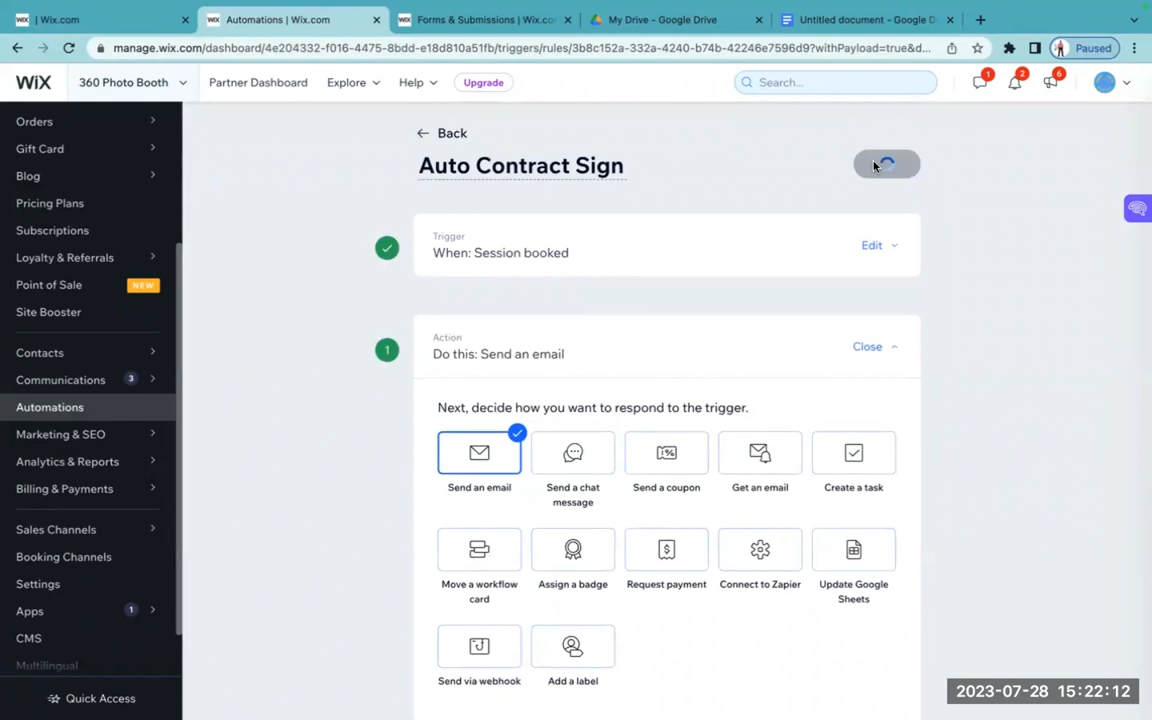 | Wix.com
Automations | Wix.com
Forms & Submissions | Wix.co
My Drive - Google Drive
Untitled document - Google D
manage.wix.com/dashboard/4e204332-f016-4475-8bdd-e18d810a51fb/triggers/rules/3b8c152a-332a-4240-b74b-42246e7596d9?withPayload=true&d...
Paused
WiX
360 Photo Booth
Partner Dashboard
Explore
Help
Upgrade
Search...
1
2
6
Orders
Gift Card
Blog
Pricing Plans
Subscriptions
Loyalty & Referrals
Point of Sale
NEW
Site Booster
Contacts
Communications
3
Automations
Marketing & SEO
Analytics & Reports
Billing & Payments
Sales Channels
Booking Channels
Settings
Apps
1
CMS
Multilingual
Quick Access
Back
Auto Contract Sign
Trigger
When: Session booked
Edit
1
Action
Do this: Send an email
Close
Next, decide how you want to respond to the trigger.
Send an email
Send a chat
message
Send a coupon
Get an email
Create a task
Move a workflow
card
Assign a badge
Request payment
Connect to Zapier
Update Google
Sheets
Send via webhook
Add a label
2023-07-28 15:22:12